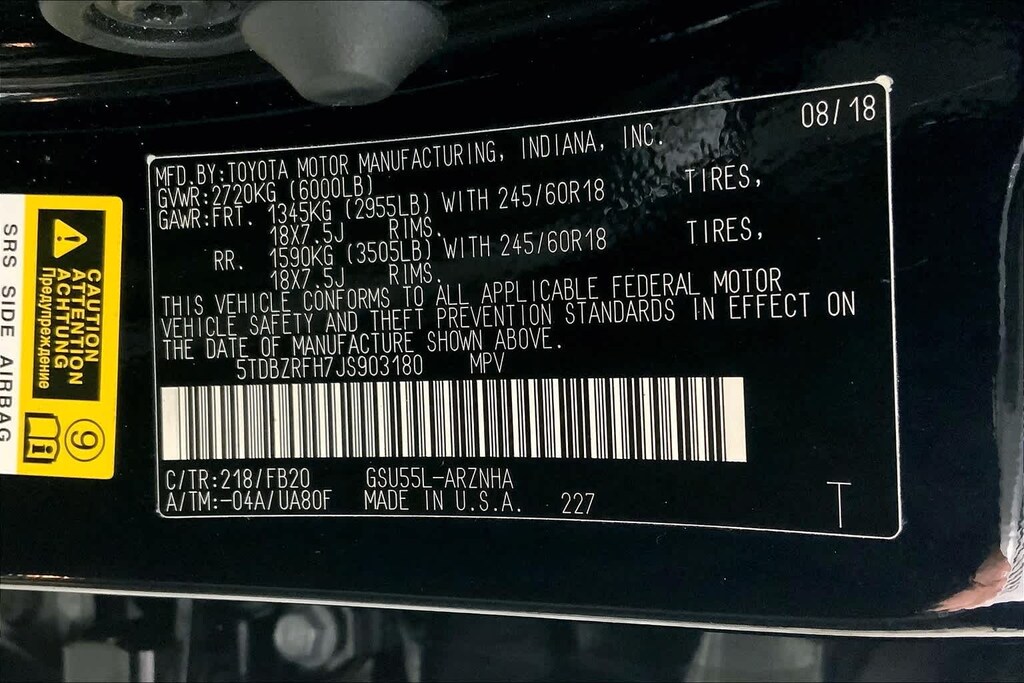 08/18
MFD.BY:TOYOTA MOTOR MANUFACTURING, INDIANA, INC.
GVWR:2720KG (6000LB)
GAWR:FRT. 1345KG (2955LB) WITH 245/60R18 TIRES,
18X7.5J RIMS.
RR. 1590KG (3505LB) WITH 245/60R18 TIRES,
18X7.5J RIMS.
THIS VEHICLE CONFORMS TO ALL APPLICABLE FEDERAL MOTOR
VEHICLE SAFETY AND THEFT PREVENTION STANDARDS IN EFFECT ON
THE DATE OF MANUFACTURE SHOWN ABOVE.
5TDBZRFH7JS903180 MPV
C/TR:218/FB20 GSU55L-ARZNHA
A/TM:-04A/UA80F MADE IN U.S.A. 227
T
CAUTION
ATTENTION
ACHTUNG
Предупреждение
9
SRS SIDE AIRBAG